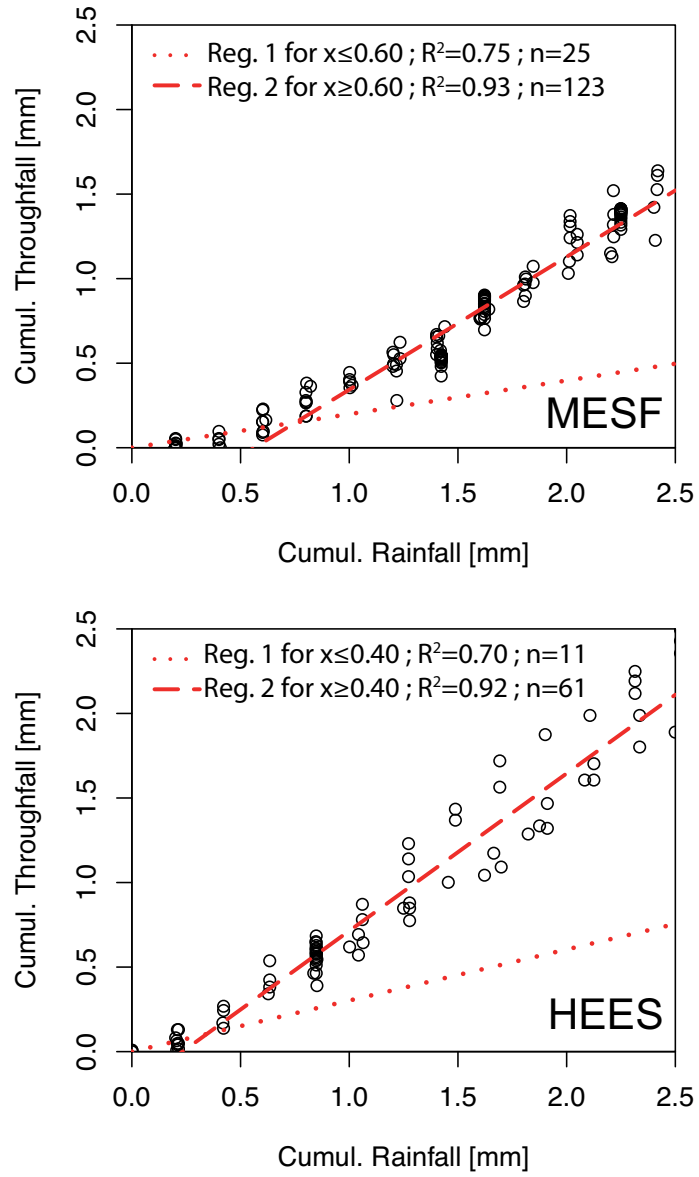 Reg. 1 for x≤0.60 ; R²=0.75 ; n=25
Reg. 2 for x≥0.60 ; R²=0.93 ; n=123
2.5
2.0
1.5
1.0
0.5
0.0
Cumul. Throughfall [mm]
MESF
0.0 0.5 1.0 1.5 2.0 2.5
Cumul. Rainfall [mm]
Reg. 1 for x≤0.40 ; R²=0.70 ; n=11
Reg. 2 for x≥0.40 ; R²=0.92 ; n=61
2.5
2.0
1.5
1.0
0.5
0.0
Cumul. Throughfall [mm]
HEES
0.0 0.5 1.0 1.5 2.0 2.5
Cumul. Rainfall [mm]